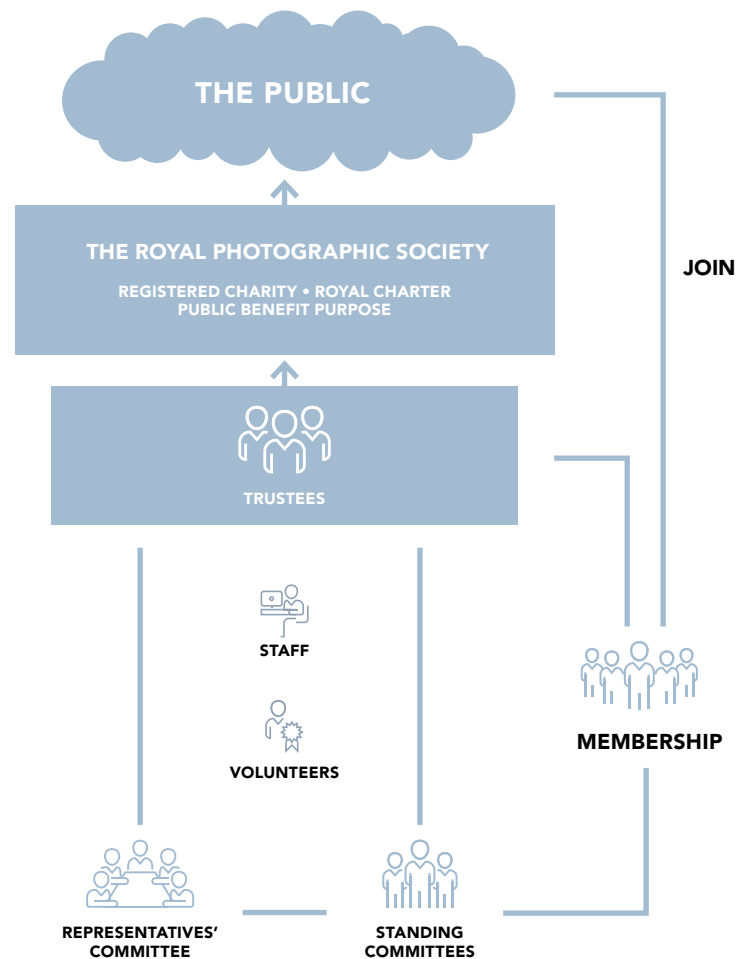 THE PUBLIC
THE ROYAL PHOTOGRAPHIC SOCIETY
REGISTERED CHARITY • ROYAL CHARTER
PUBLIC BENEFIT PURPOSE
JOIN
TRUSTEES
STAFF
VOLUNTEERS
MEMBERSHIP
REPRESENTATIVES’
COMMITTEE
STANDING
COMMITTEES